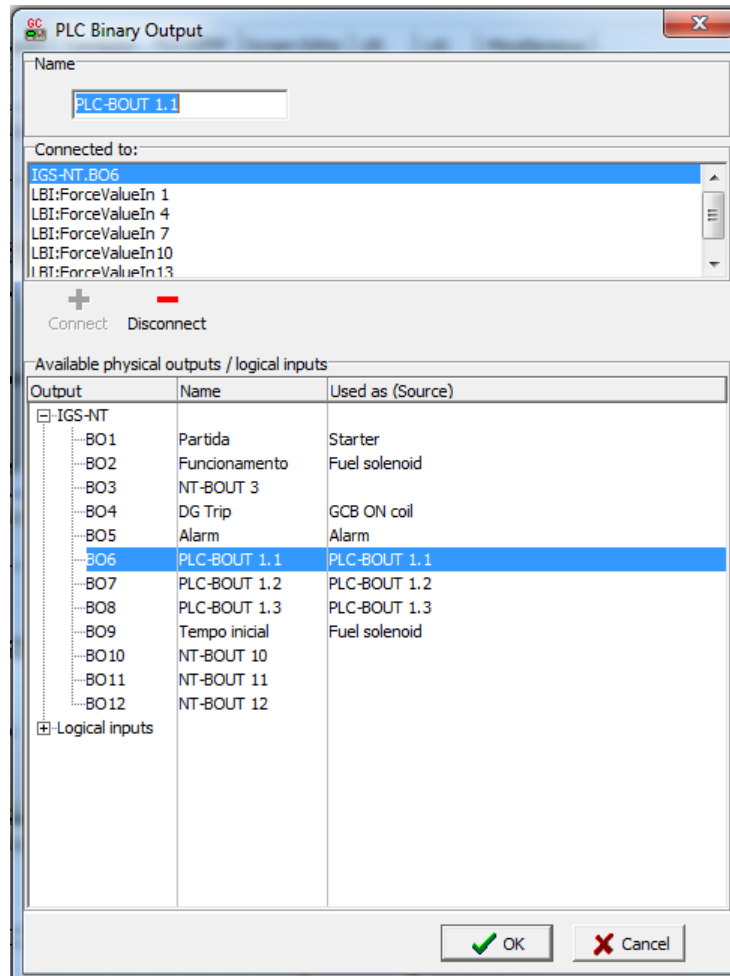 GC PLC Binary Output
Name
PLC-BOUT 1.1
Connected to:
IGS-NT.BO6
LBI:ForceValueIn 1
LBI:ForceValueIn 4
LBI:ForceValueIn 7
LBI:ForceValueIn10
LBI:ForceValueIn13
Connect Disconnect
Available physical outputs / logical inputs
Output Name Used as (Source)
IGS-NT
BO1 Partida Starter
BO2 Funcionamento Fuel solenoid
BO3 NT-BOUT 3
BO4 DG Trip GCB ON coil
BO5 Alarm Alarm
BO6 PLC-BOUT 1.1 PLC-BOUT 1.1
BO7 PLC-BOUT 1.2 PLC-BOUT 1.2
BO8 PLC-BOUT 1.3 PLC-BOUT 1.3
BO9 Tempo inicial Fuel solenoid
BO10 NT-BOUT 10
BO11 NT-BOUT 11
BO12 NT-BOUT 12
Logical inputs
OK Cancel